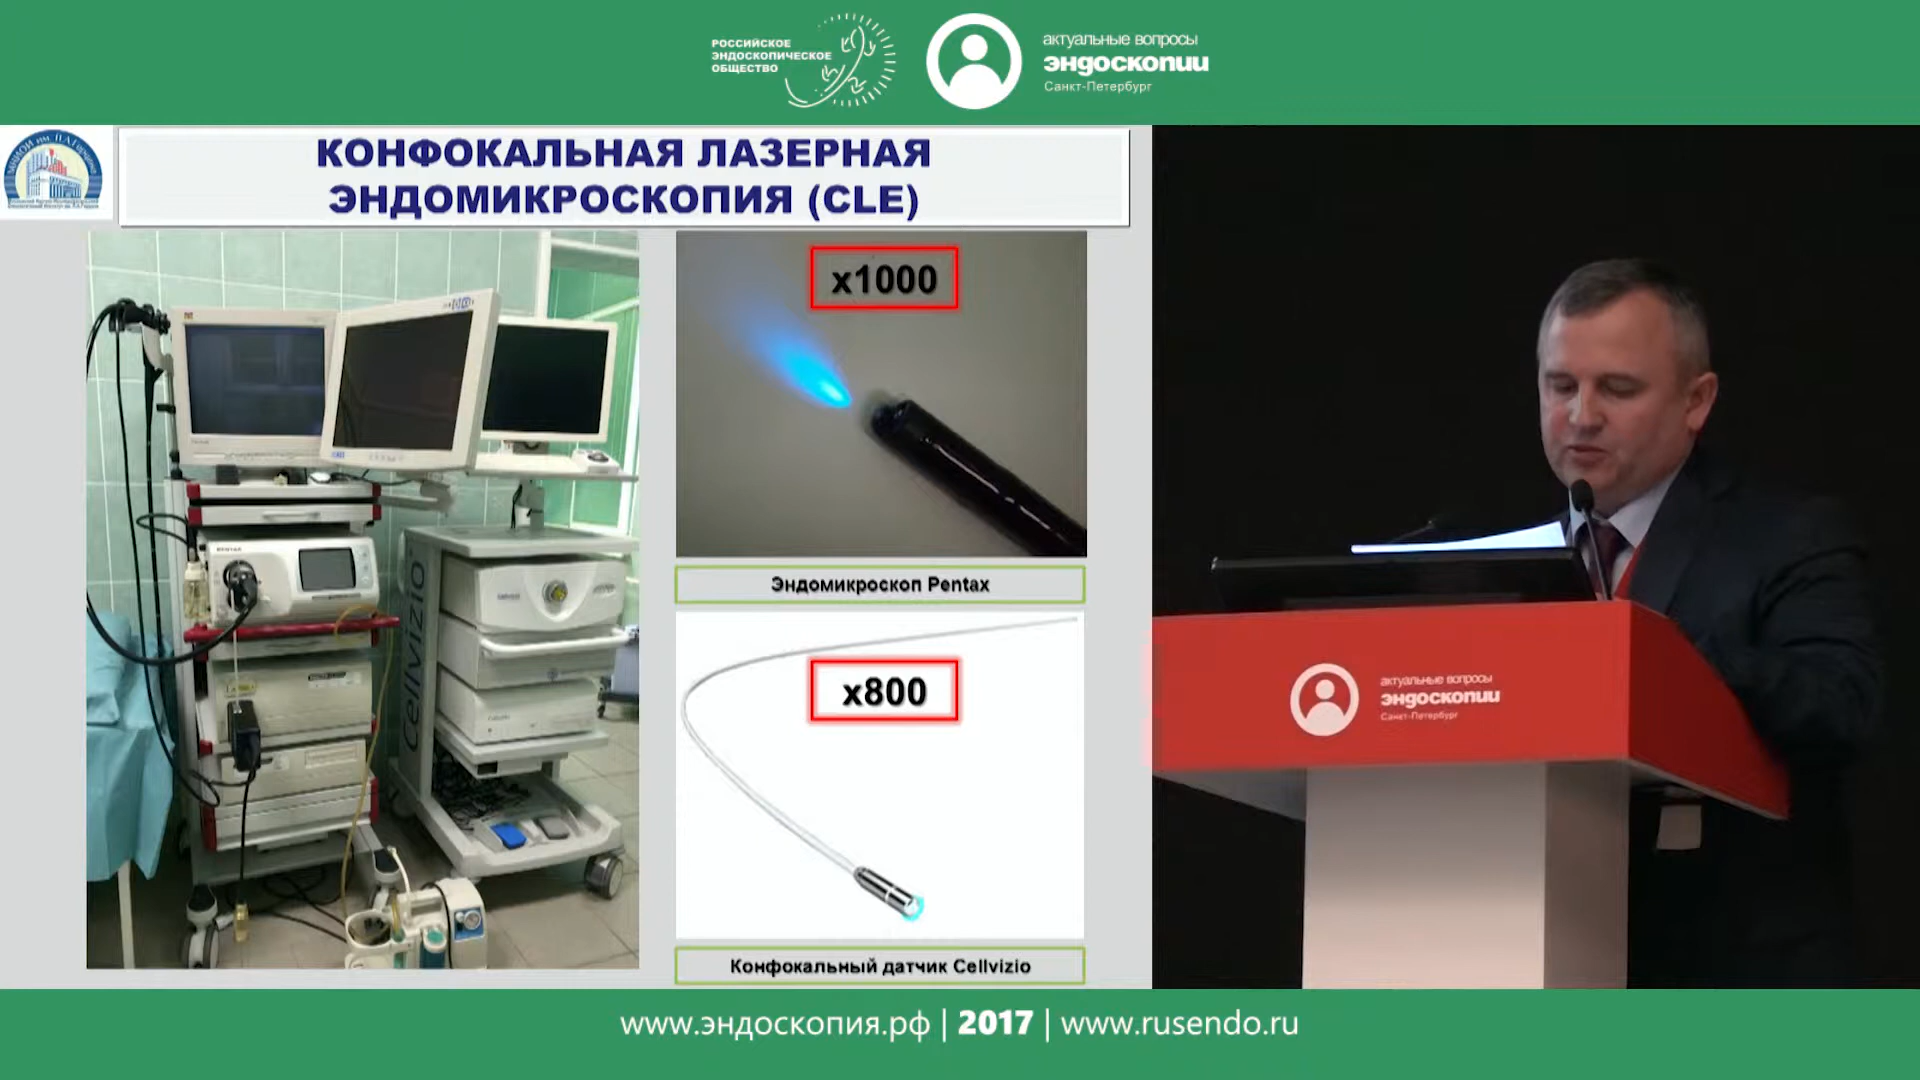 РОССИЙСКОЕ
ЭНДОСКОПИЧЕСКОЕ
ОБЩЕСТВО
актуальные вопросы
эндоскопии
Санкт-Петербург
КОНФОКАЛЬНАЯ ЛАЗЕРНАЯ
ЭНДОМИКРОСКОПИЯ (CLE)
x1000
Эндомикроскоп Pentax
x800
Конфокальный датчик Cellvizio
Cellvizio
PENTAX
актуальные вопросы
эндоскопии
Санкт-Петербург
www.эндоскопия.рф | 2017 | www.rusendo.ru